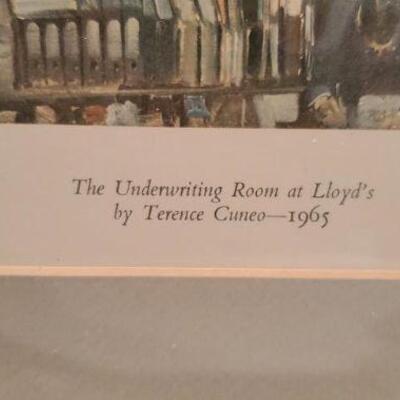 The Underwriting Room at Lloyd's
by Terence Cuneo—1965